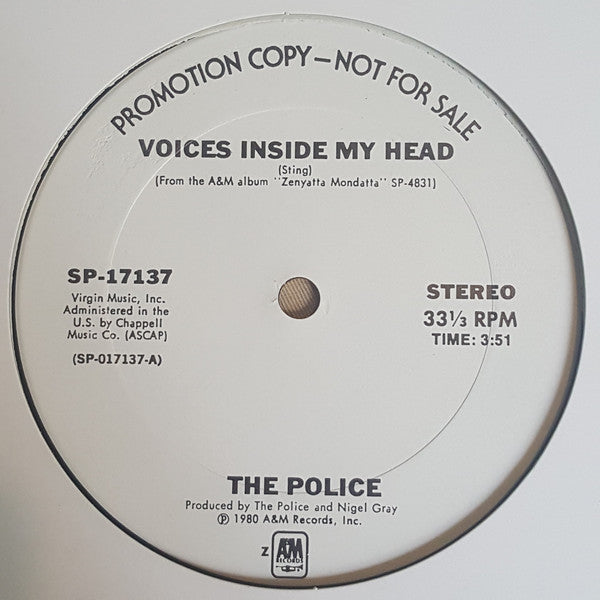 PROMOTION COPY—NOT FOR SALE
VOICES INSIDE MY HEAD
(Sting)
(From the A&M album "Zenyatta Mondatta" SP-4831)
SP-17137
Virgin Music, Inc.
Administered in the
U.S. by Chappell
Music Co. (ASCAP)
(SP-017137-A)
STEREO
33⅓ RPM
TIME: 3:51
THE POLICE
Produced by The Police and Nigel Gray
℗ 1980 A&M Records, Inc.
Z
A&M
RECORDS